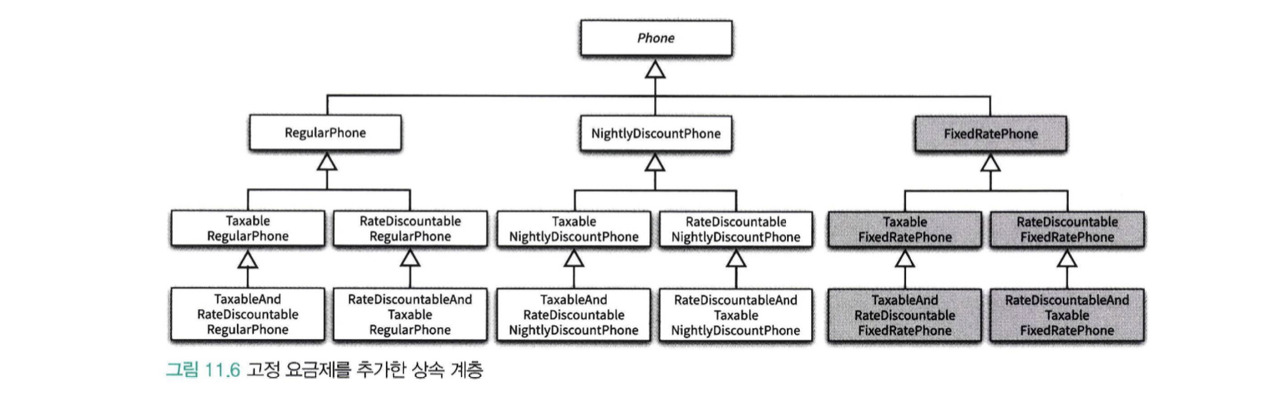 Phone
RegularPhone
NightlyDiscountPhone
FixedRatePhone
Taxable
RegularPhone
RateDiscountable
RegularPhone
Taxable
NightlyDiscountPhone
RateDiscountable
NightlyDiscountPhone
Taxable
FixedRatePhone
RateDiscountable
FixedRatePhone
TaxableAnd
RateDiscountable
RegularPhone
RateDiscountableAnd
Taxable
RegularPhone
TaxableAnd
RateDiscountable
NightlyDiscountPhone
RateDiscountableAnd
Taxable
NightlyDiscountPhone
TaxableAnd
RateDiscountable
FixedRatePhone
RateDiscountableAnd
Taxable
FixedRatePhone
그림 11.6 고정 요금제를 추가한 상속 계층